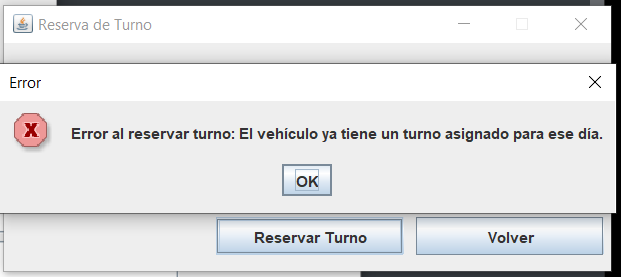 Reserva de Turno
Error
Error al reservar turno: El vehículo ya tiene un turno asignado para ese día.
OK
Reservar Turno
Volver